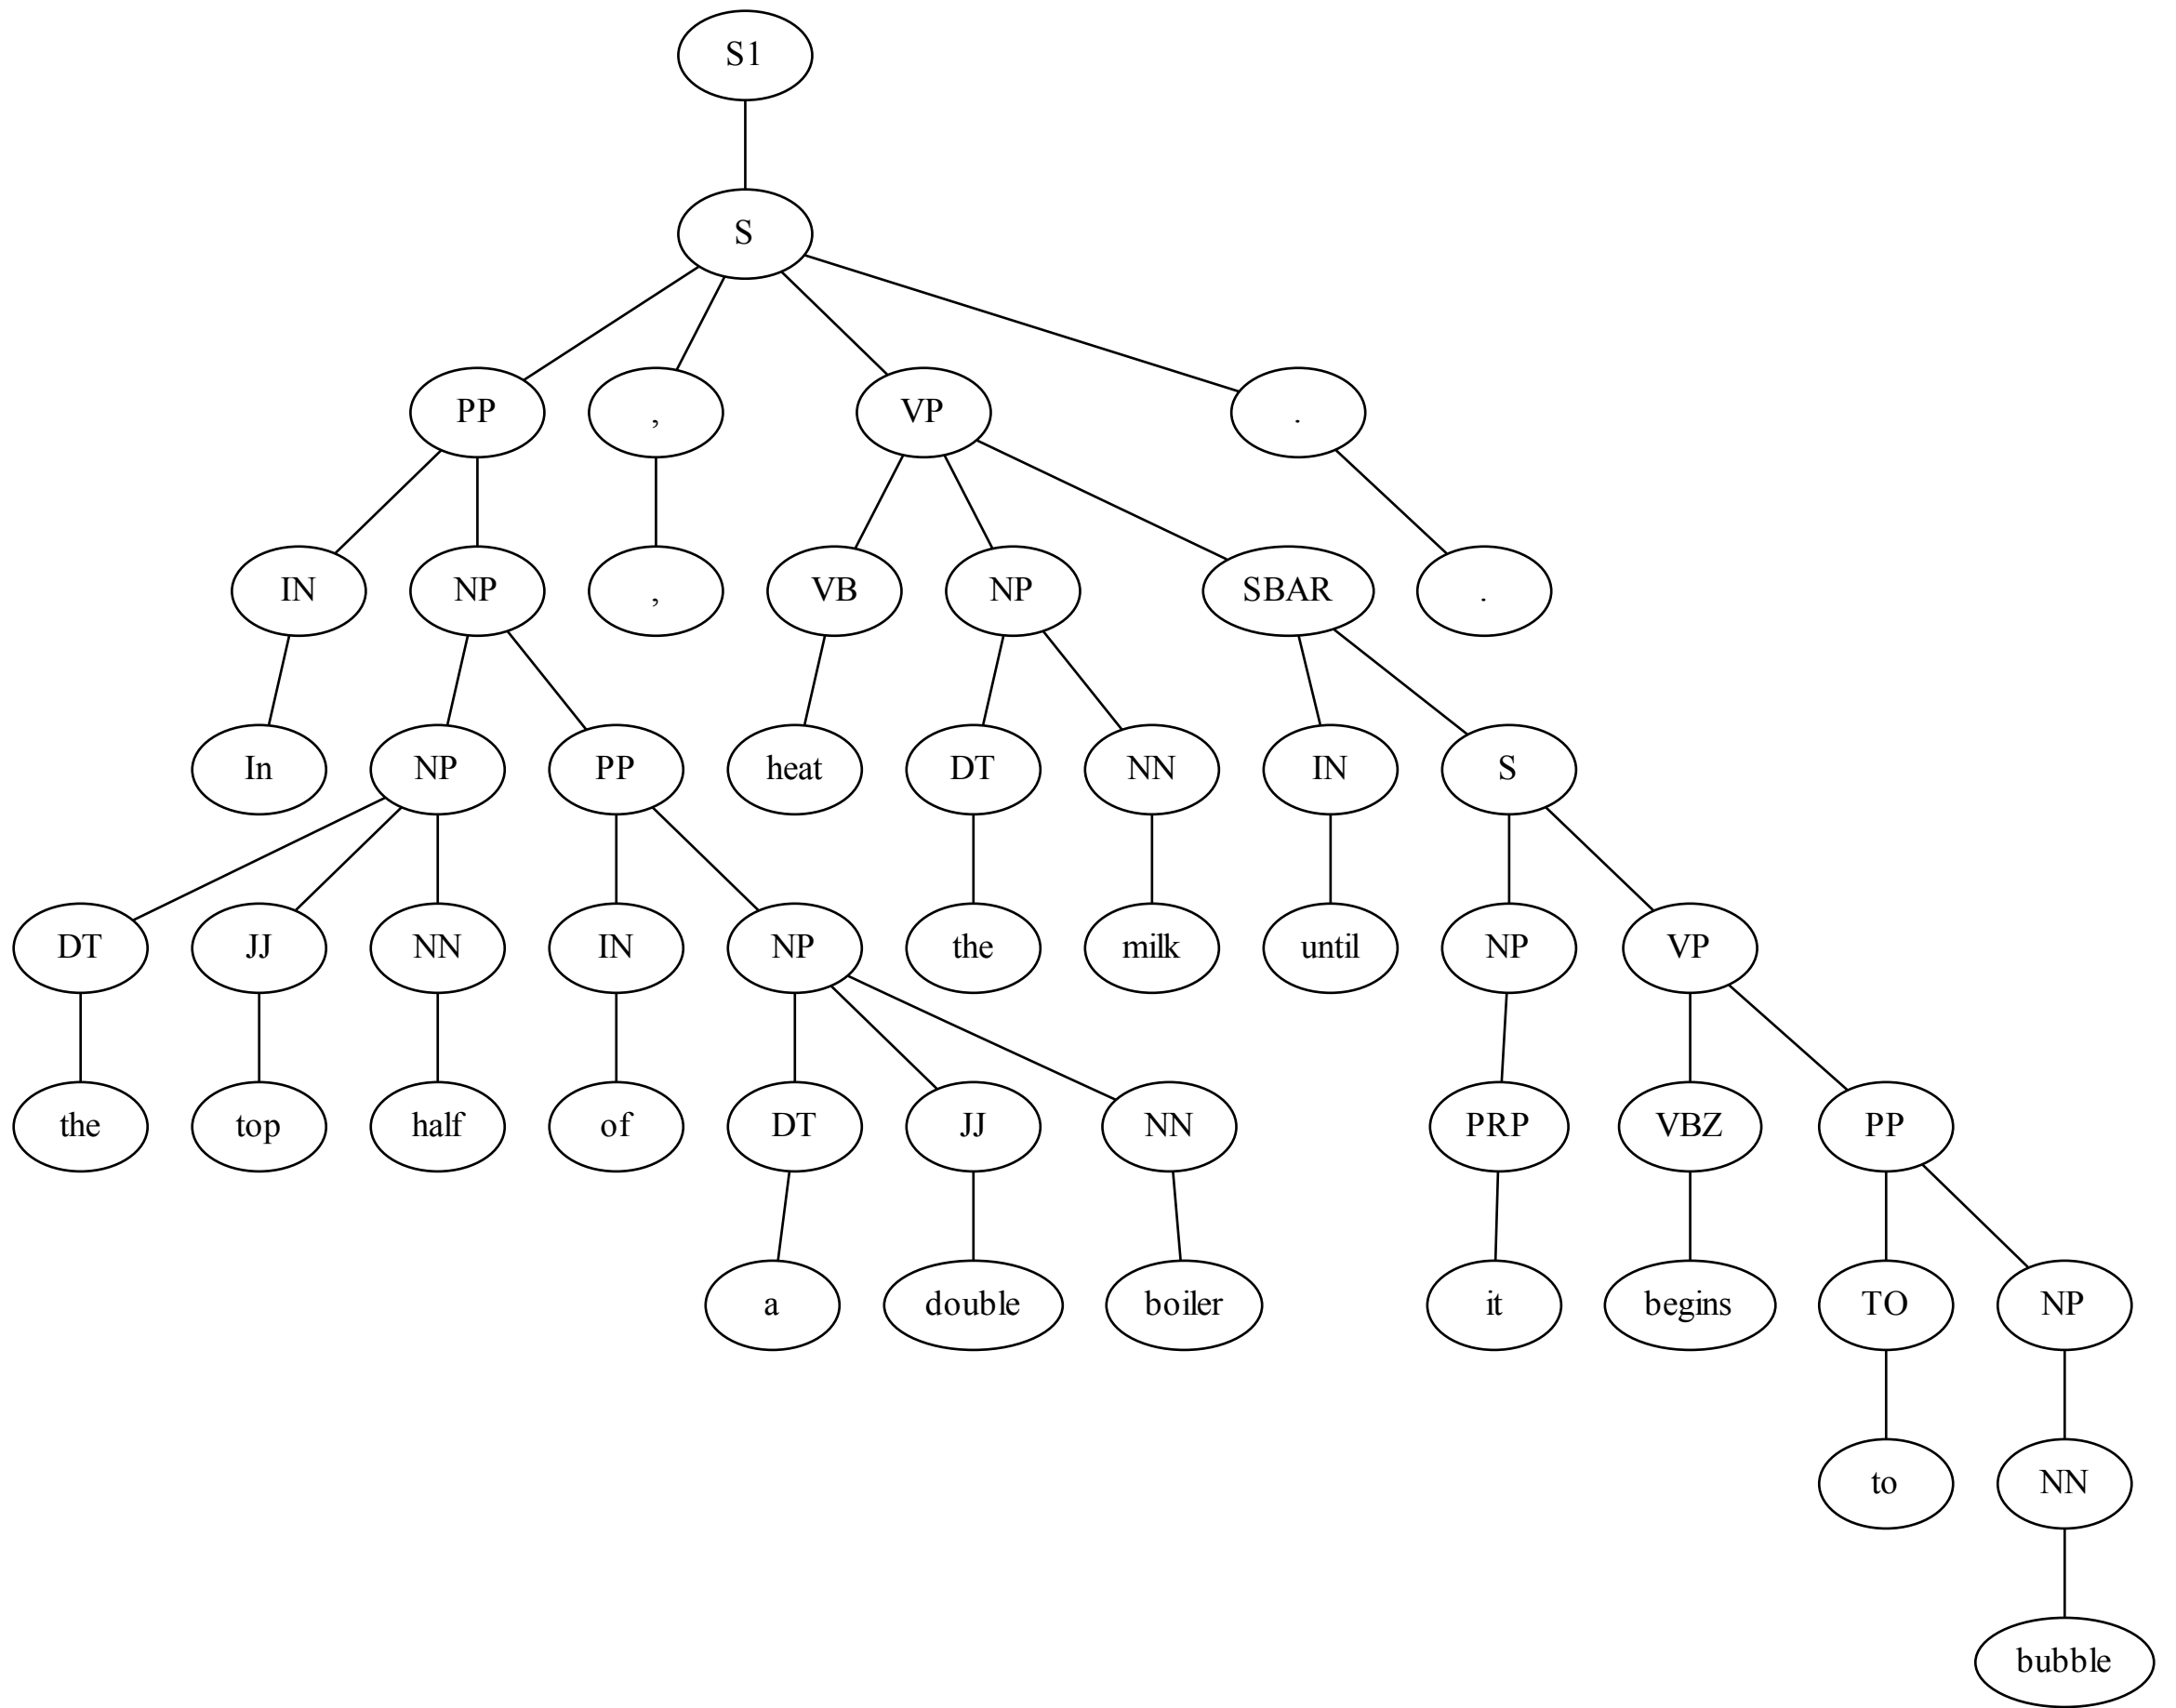 S1
S
PP , VP .
IN NP , VB NP SBAR .
In NP PP heat DT NN IN S
DT JJ NN IN NP the milk until NP VP
the top half of DT JJ NN PRP VBZ PP
a double boiler it begins TO NP
to NN
bubble